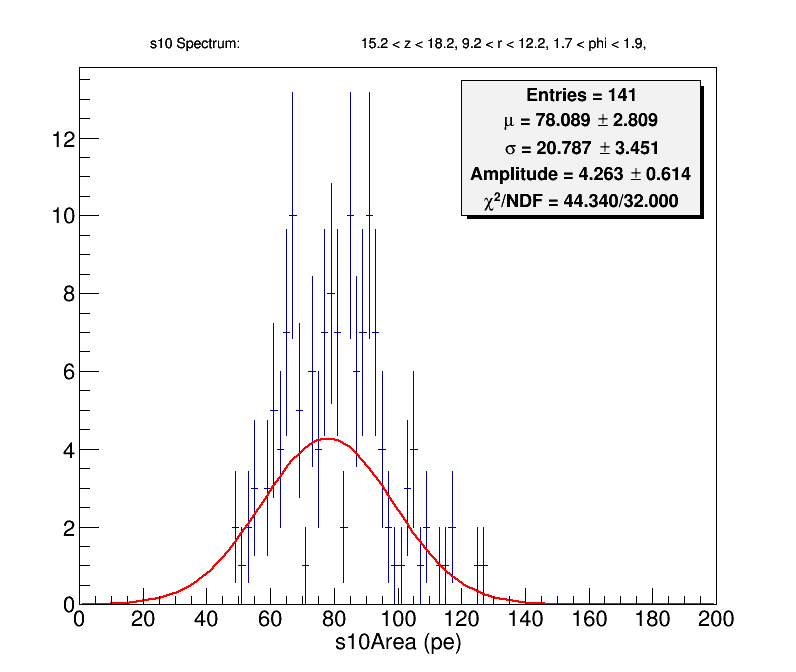 s10 Spectrum: 15.2 < z < 18.2, 9.2 < r < 12.2, 1.7 < phi < 1.9,
Entries = 141
μ = 78.089 ± 2.809
σ = 20.787 ± 3.451
Amplitude = 4.263 ± 0.614
χ²/NDF = 44.340/32.000
12
10
8
6
4
2
0
0 20 40 60 80 100 120 140 160 180 200
s10Area (pe)